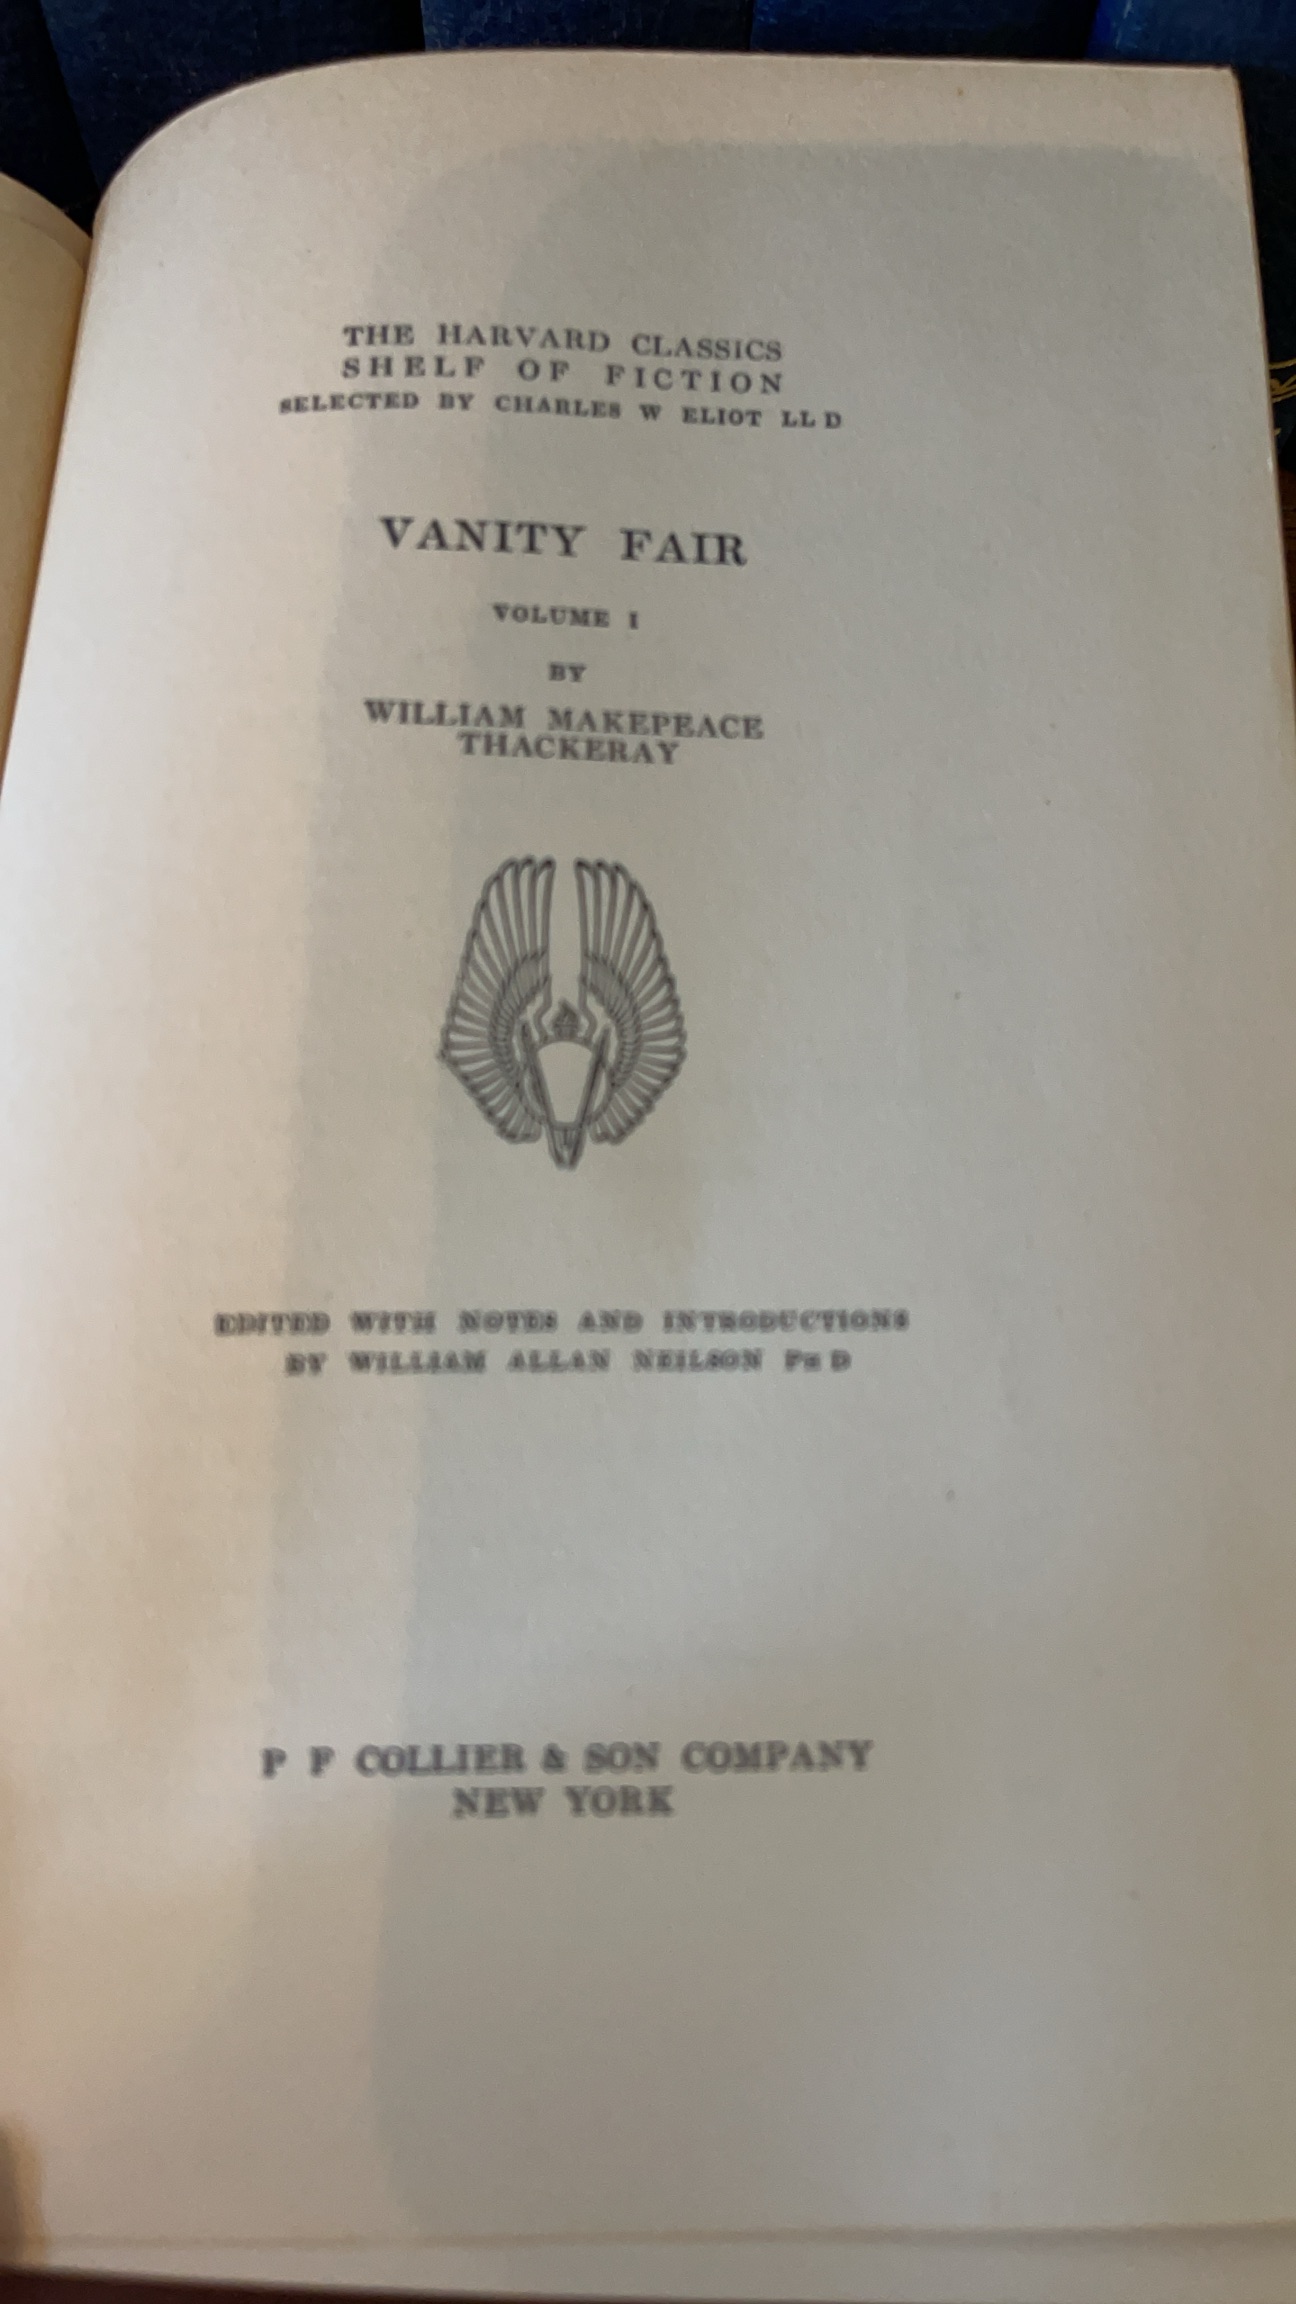 THE HARVARD CLASSICS
SHELF OF FICTION
SELECTED BY CHARLES W ELIOT LL D
VANITY FAIR
VOLUME I
BY
WILLIAM MAKEPEACE
THACKERAY
EDITED WITH NOTES AND INTRODUCTIONS
BY WILLIAM ALLAN NEILSON PH D
P F COLLIER & SON COMPANY
NEW YORK